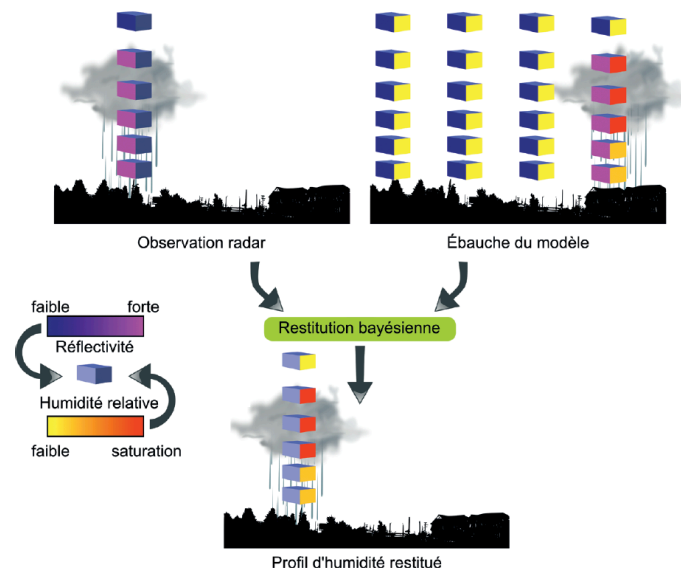 Observation radar
Ébauche du modèle
Restitution bayésienne
faible forte
Réflectivité
Humidité relative
faible saturation
Profil d'humidité restitué